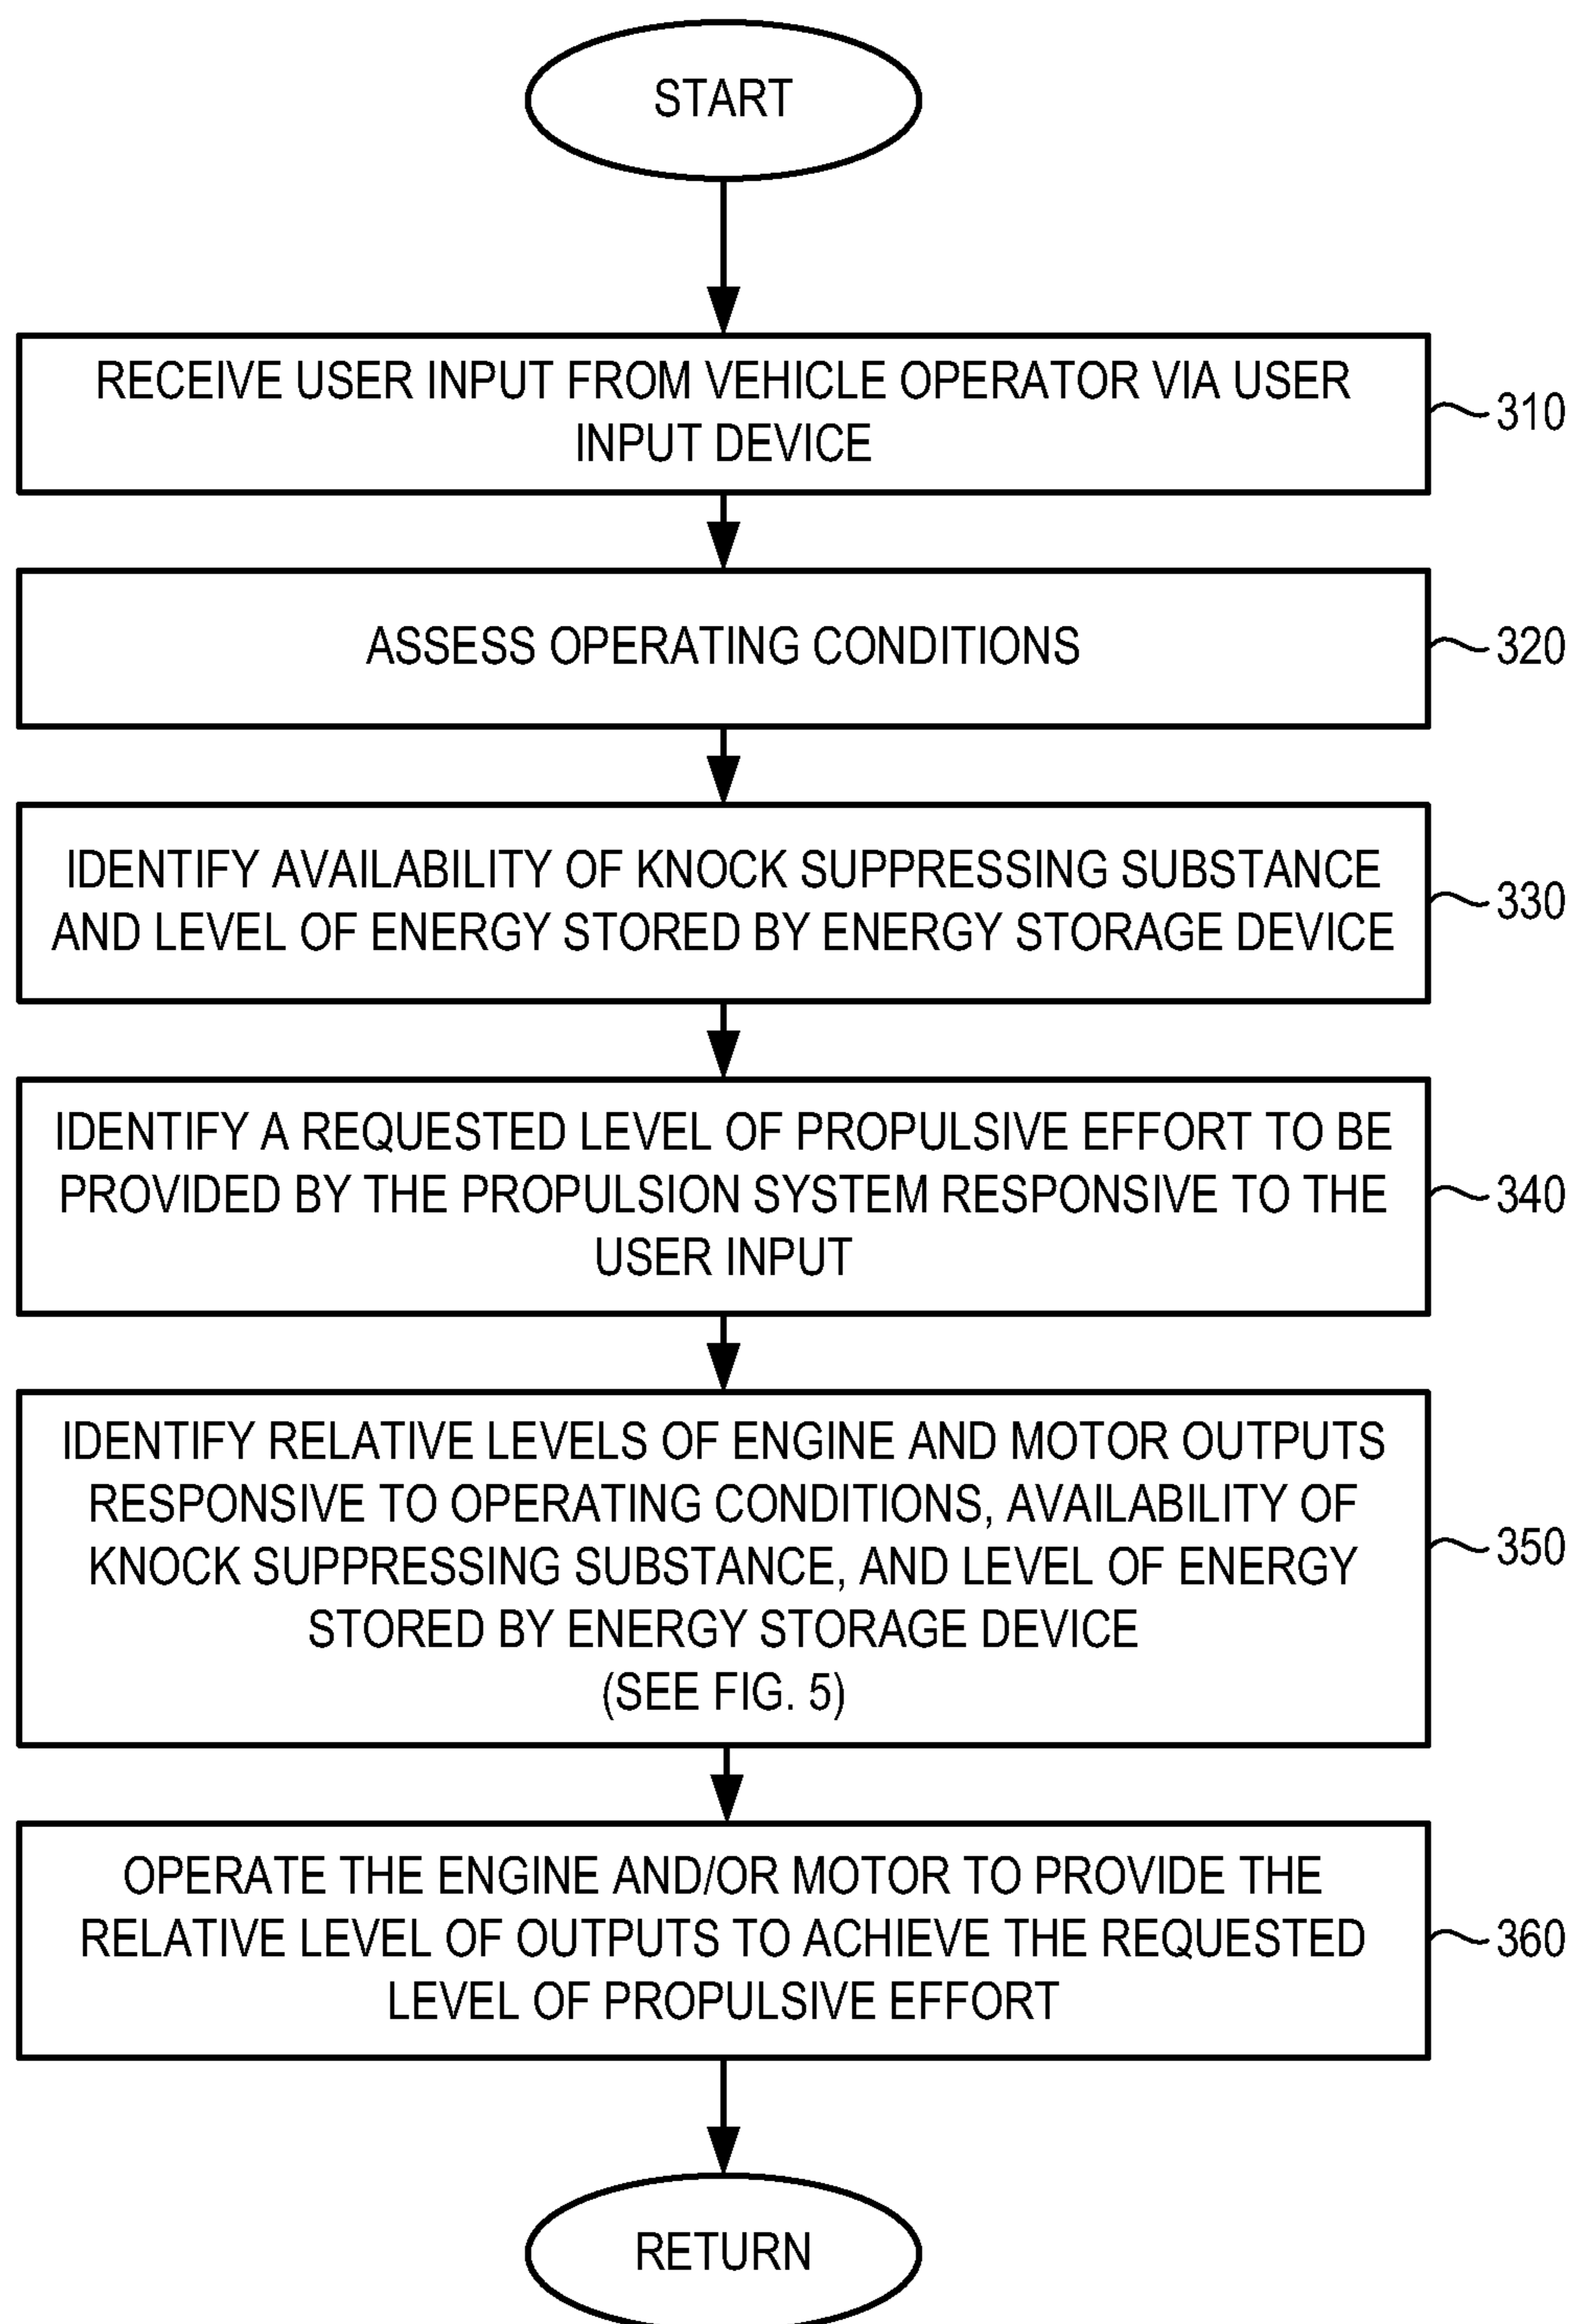 START
RECEIVE USER INPUT FROM VEHICLE OPERATOR VIA USER
INPUT DEVICE
310
ASSESS OPERATING CONDITIONS
320
IDENTIFY AVAILABILITY OF KNOCK SUPPRESSING SUBSTANCE
AND LEVEL OF ENERGY STORED BY ENERGY STORAGE DEVICE
330
IDENTIFY A REQUESTED LEVEL OF PROPULSIVE EFFORT TO BE
PROVIDED BY THE PROPULSION SYSTEM RESPONSIVE TO THE
USER INPUT
340
IDENTIFY RELATIVE LEVELS OF ENGINE AND MOTOR OUTPUTS
RESPONSIVE TO OPERATING CONDITIONS, AVAILABILITY OF
KNOCK SUPPRESSING SUBSTANCE, AND LEVEL OF ENERGY
STORED BY ENERGY STORAGE DEVICE
(SEE FIG. 5)
350
OPERATE THE ENGINE AND/OR MOTOR TO PROVIDE THE
RELATIVE LEVEL OF OUTPUTS TO ACHIEVE THE REQUESTED
LEVEL OF PROPULSIVE EFFORT
360
RETURN